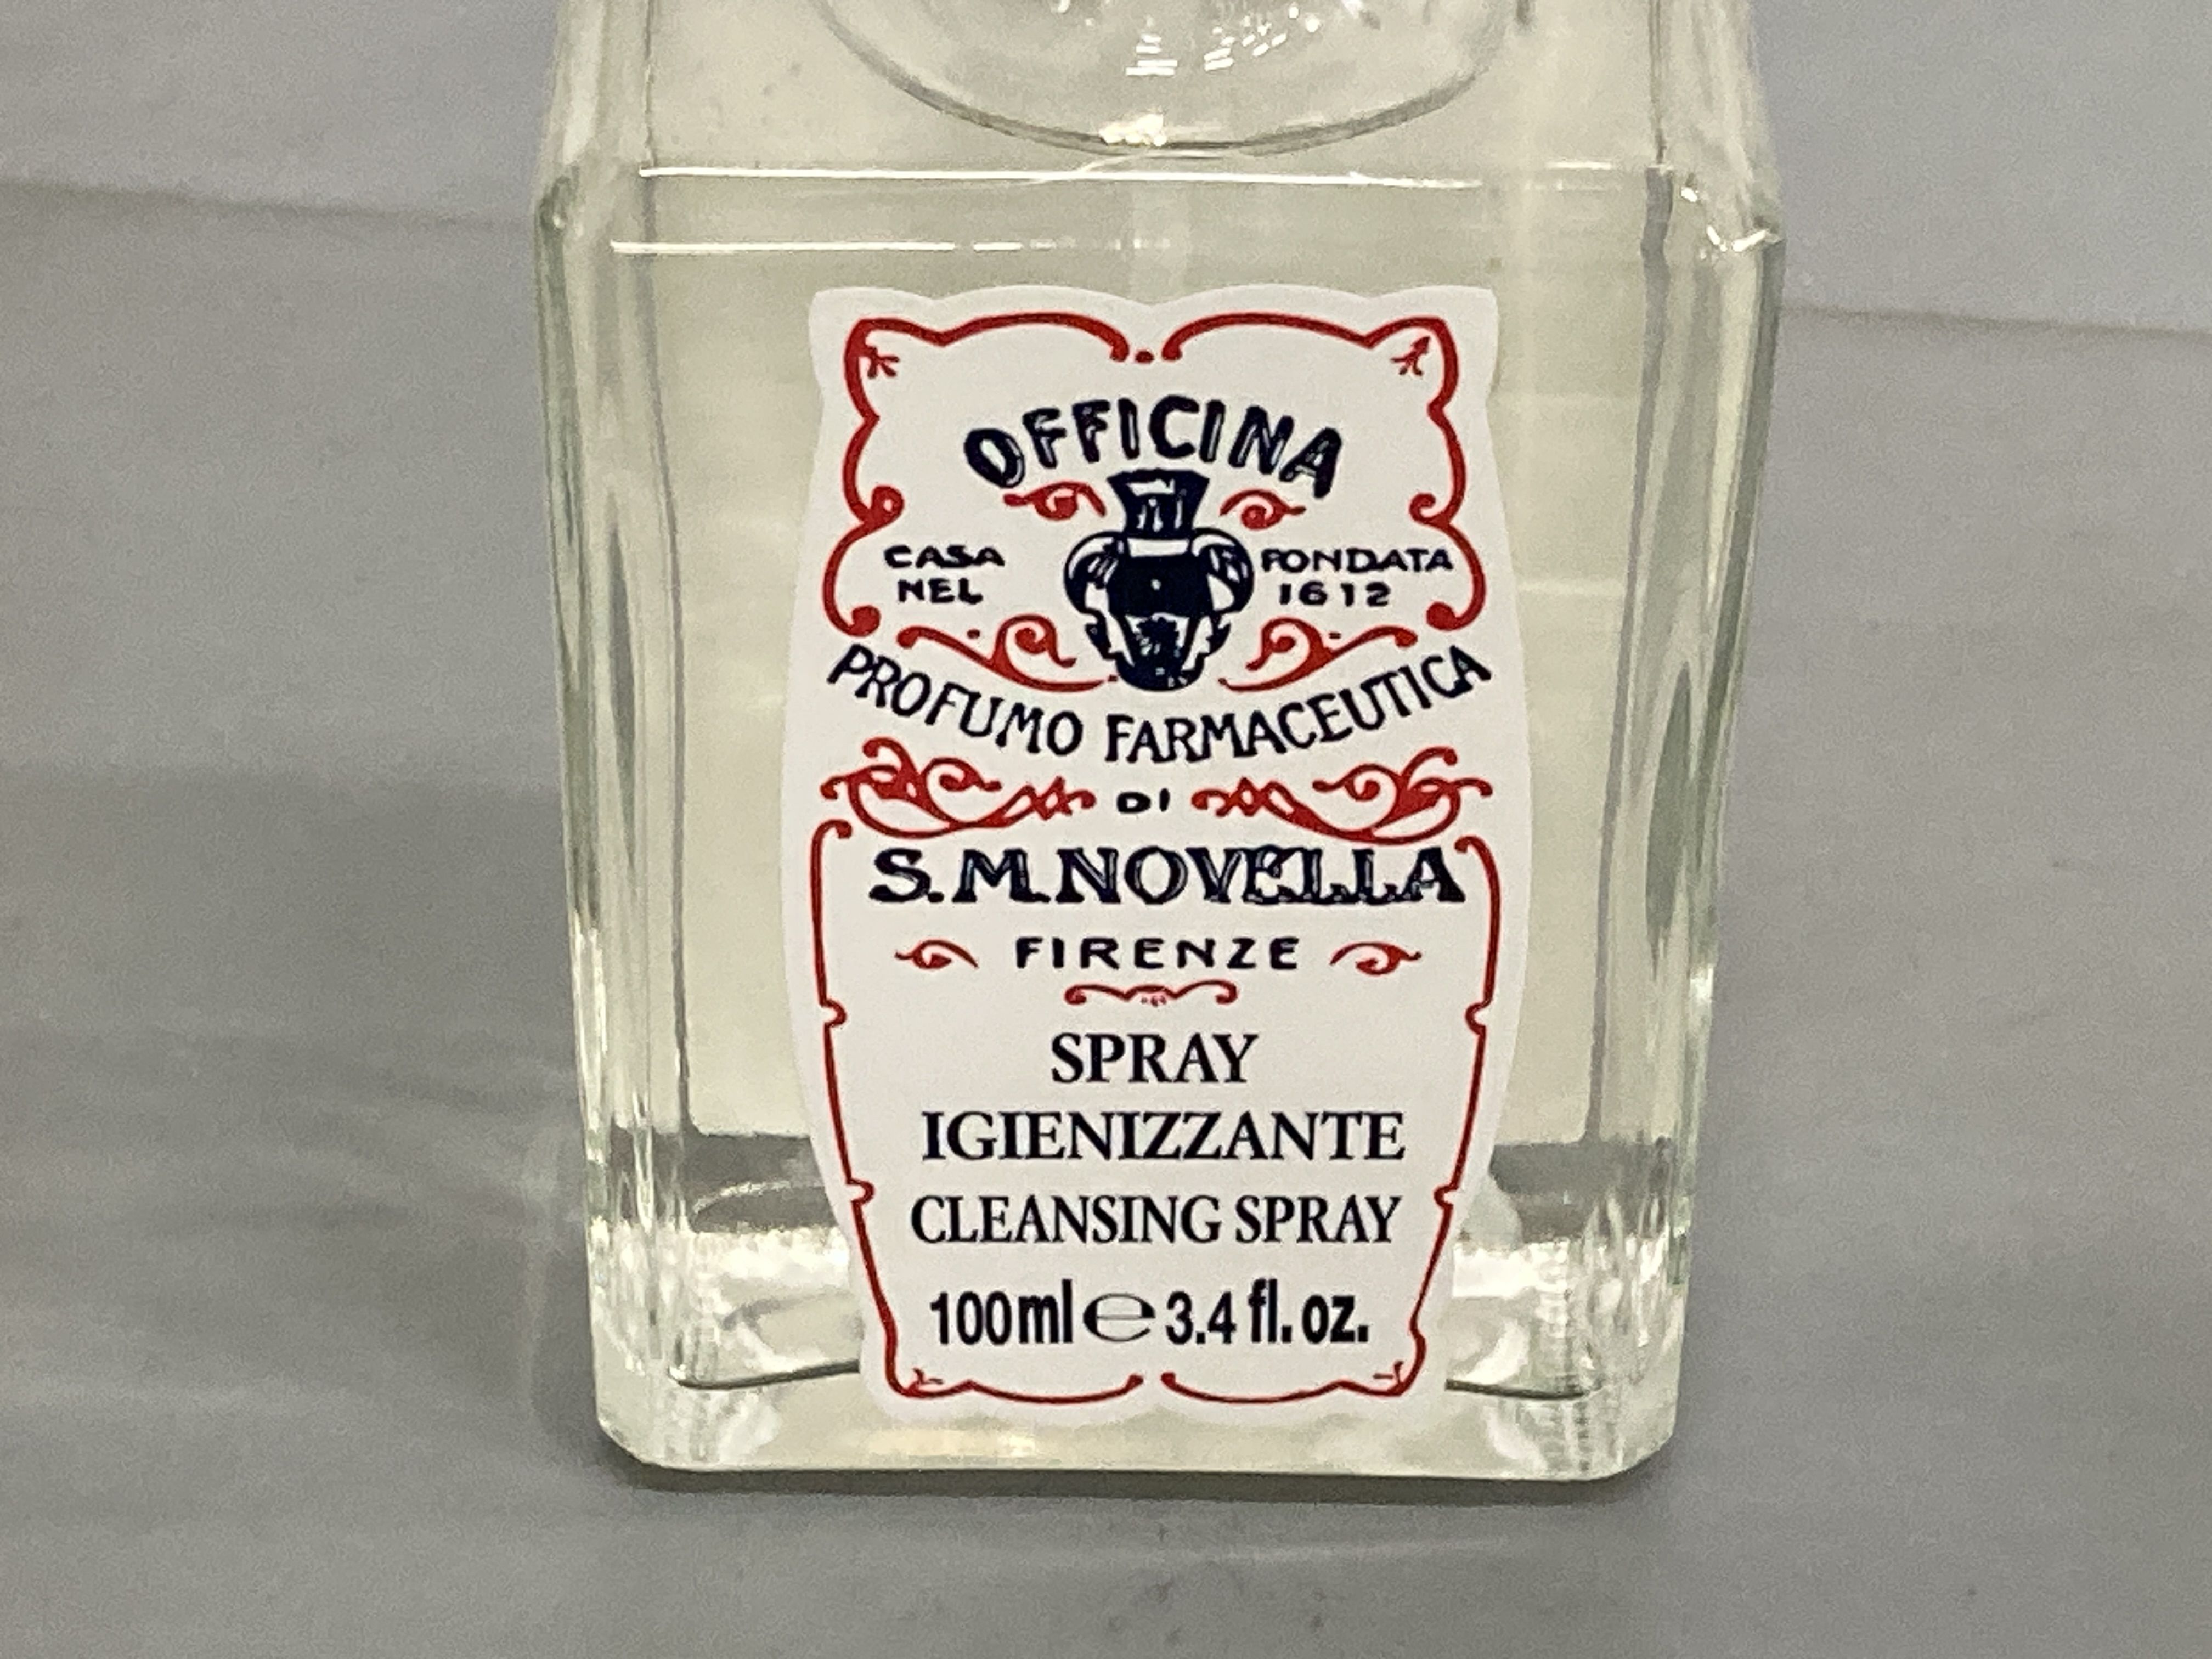 OFFICINA
CASA FONDATA
NEL 1612
PROFUMO FARMACEUTICA
DI
S.M.NOVELLA
FIRENZE
SPRAY
IGIENIZZANTE
CLEANSING SPRAY
100ml ℮ 3.4 fl. oz.